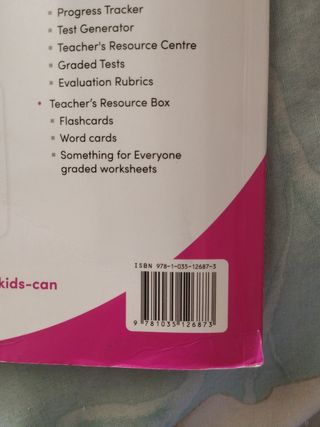 ▪ Progress Tracker
▪ Test Generator
▪ Teacher's Resource Centre
▪ Graded Tests
▪ Evaluation Rubrics
• Teacher's Resource Box
▪ Flashcards
▪ Word cards
▪ Something for Everyone
graded worksheets
kids-can
ISBN 978-1-035-12687-3
9 781035 126873